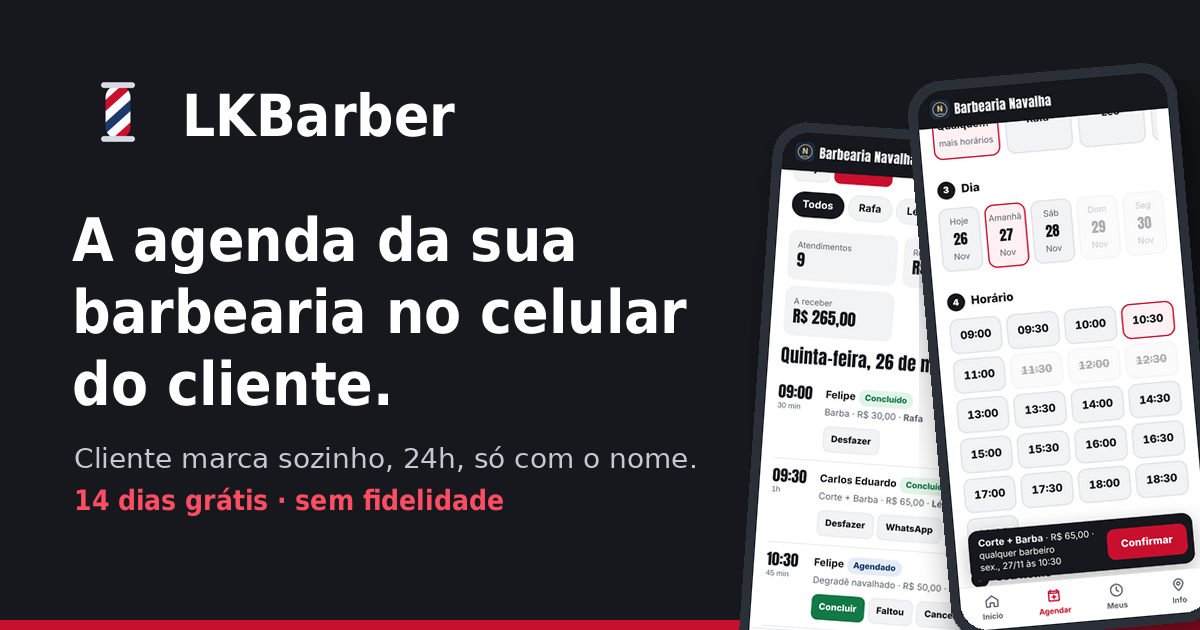 LKBarber
A agenda da sua
barbearia no celular
do cliente.
Cliente marca sozinho, 24h, só com o nome.
14 dias grátis · sem fidelidade
N
Barbearia Navalha
Todos
Rafa
Atendimentos
9
A receber
R$ 265,00
Quinta-feira, 26 de
09:00
Felipe
Concluído
30 min
Barba · R$ 30,00 · Rafa
Desfazer
09:30
Carlos Eduardo
1h
Corte + Barba · R$ 65,00 ·
Desfazer
WhatsApp
10:30
Felipe
Agendado
45 min
Degradê navalhado · R$ 50,00 ·
Concluir
Faltou
N
Barbearia Navalha
mais horários
3
Dia
Hoje
26
Nov
Amanhã
27
Nov
Sáb
28
Nov
Dom
29
Nov
Seg
30
Nov
4
Horário
09:00 09:30 10:00 10:30
11:00 11:30 12:00 12:30
13:00 13:30 14:00 14:30
15:00 15:30 16:00 16:30
17:00 17:30 18:00 18:30
Corte + Barba · R$ 65,00 ·
qualquer barbeiro
sex., 27/11 às 10:30
Confirmar
Início
Agendar
Meus
Info